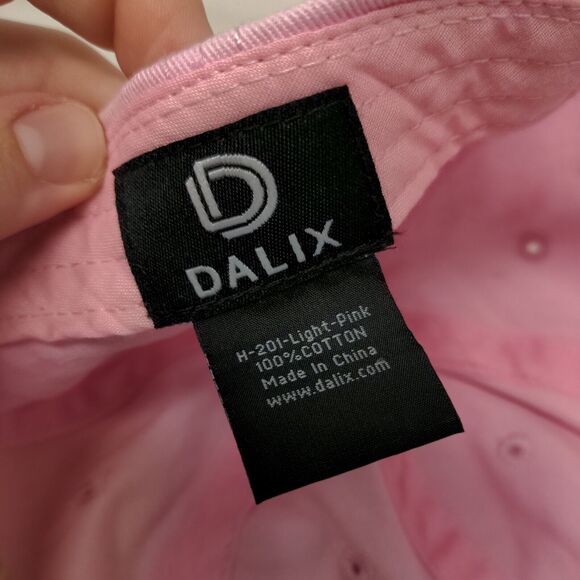 DALIX
H-201-Light-Pink
100%COTTON
Made In China
www.dalix.com